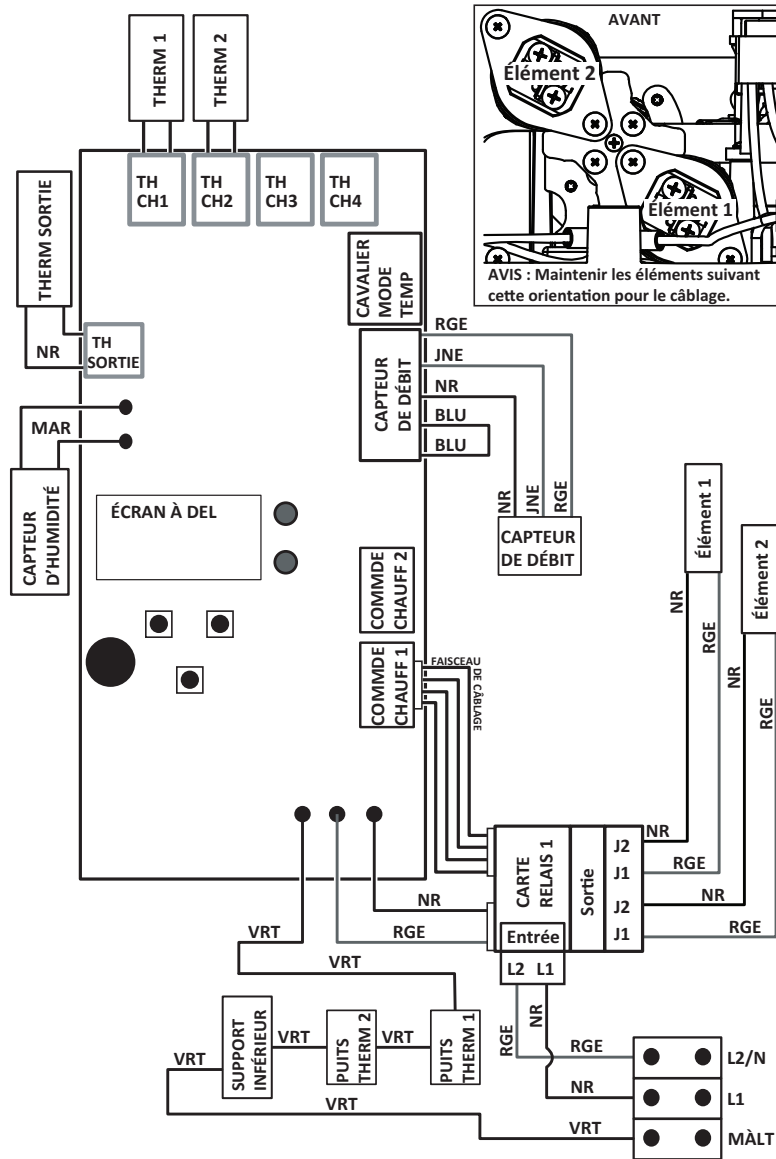 AVANT
Élément 2
Élément 1
AVIS : Maintenir les éléments suivant
cette orientation pour le câblage.
THERM 1
THERM 2
TH
CH1
TH
CH2
TH
CH3
TH
CH4
THERM SORTIE
NR
TH
SORTIE
CAVALIER
MODE
TEMP
CAPTEUR
DE DÉBIT
RGE
JNE
NR
BLU
BLU
MAR
CAPTEUR
D'HUMIDITÉ
ÉCRAN À DEL
NR
JNE
RGE
CAPTEUR
DE DÉBIT
Élément 1
Élément 2
NR
RGE
NR
RGE
COMMDE
CHAUFF 2
COMMDE
CHAUFF 1
FAISCEAU
DE CÂBLAGE
CARTE
RELAIS 1
Sortie
J2
J1
J2
J1
NR
RGE
NR
RGE
NR
RGE
Entrée
L2 L1
VRT
VRT
SUPPORT
INFÉRIEUR
VRT
PUITS
THERM 2
VRT
PUITS
THERM 1
RGE
NR
VRT
RGE
L2/N
NR
L1
VRT
VRT
MÀLT